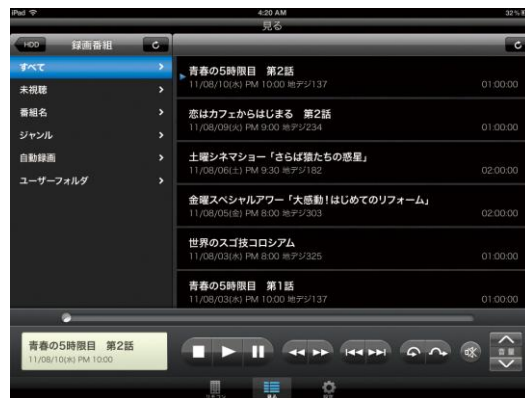 iPad
4:20 AM
32%
見る
HDD
録画番組
すべて
未視聴
番組名
ジャンル
自動録画
ユーザーフォルダ
青春の5時限目 第2話
11/08/10(水) PM 10:00 地デジ137
01:00:00
恋はカフェからはじまる 第2話
11/08/09(火) PM 9:00 地デジ234
01:00:00
土曜シネマショー「さらば猿たちの惑星」
11/08/06(土) PM 9:30 地デジ182
02:00:00
金曜スペシャルアワー「大感動!はじめてのリフォーム」
11/08/05(金) PM 8:00 地デジ303
02:00:00
世界のスゴ技コロシアム
11/08/03(水) PM 8:00 地デジ325
01:00:00
青春の5時限目 第1話
11/08/03(水) PM 10:00 地デジ137
01:00:00
青春の5時限目 第2話
11/08/10(水) PM 10:00
音量
リモコン
見る
設定